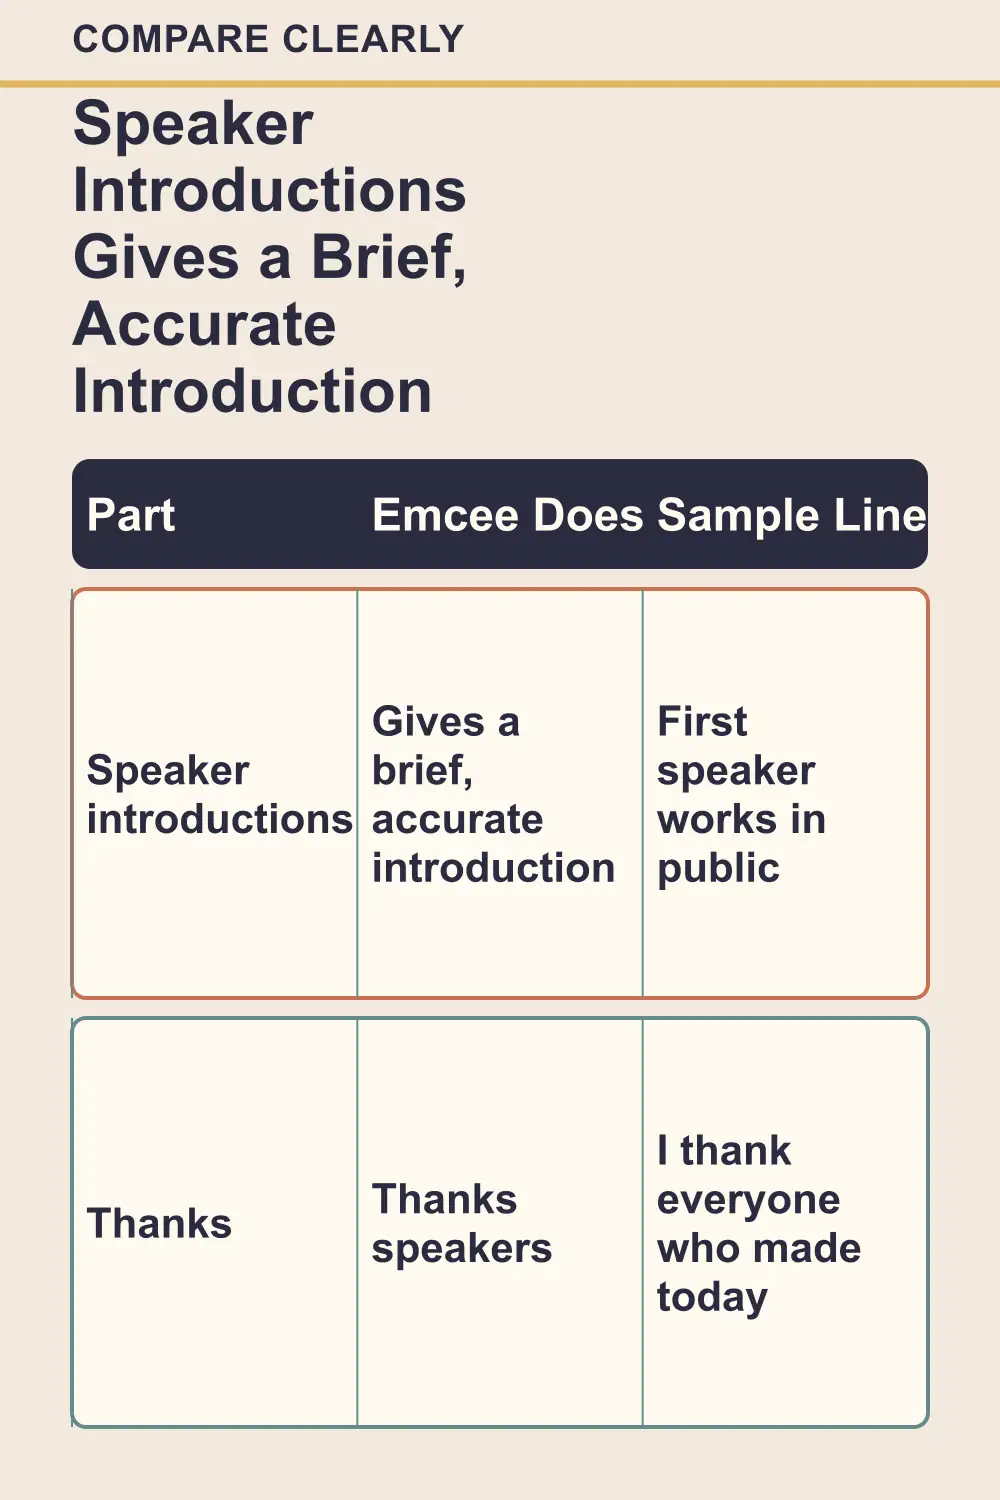 COMPARE CLEARLY
Speaker
Introductions
Gives a Brief,
Accurate
Introduction
Part Emcee Does Sample Line
Speaker
introductions
Gives a
brief,
accurate
introduction
First
speaker
works in
public
Thanks
Thanks
speakers
I thank
everyone
who made
today